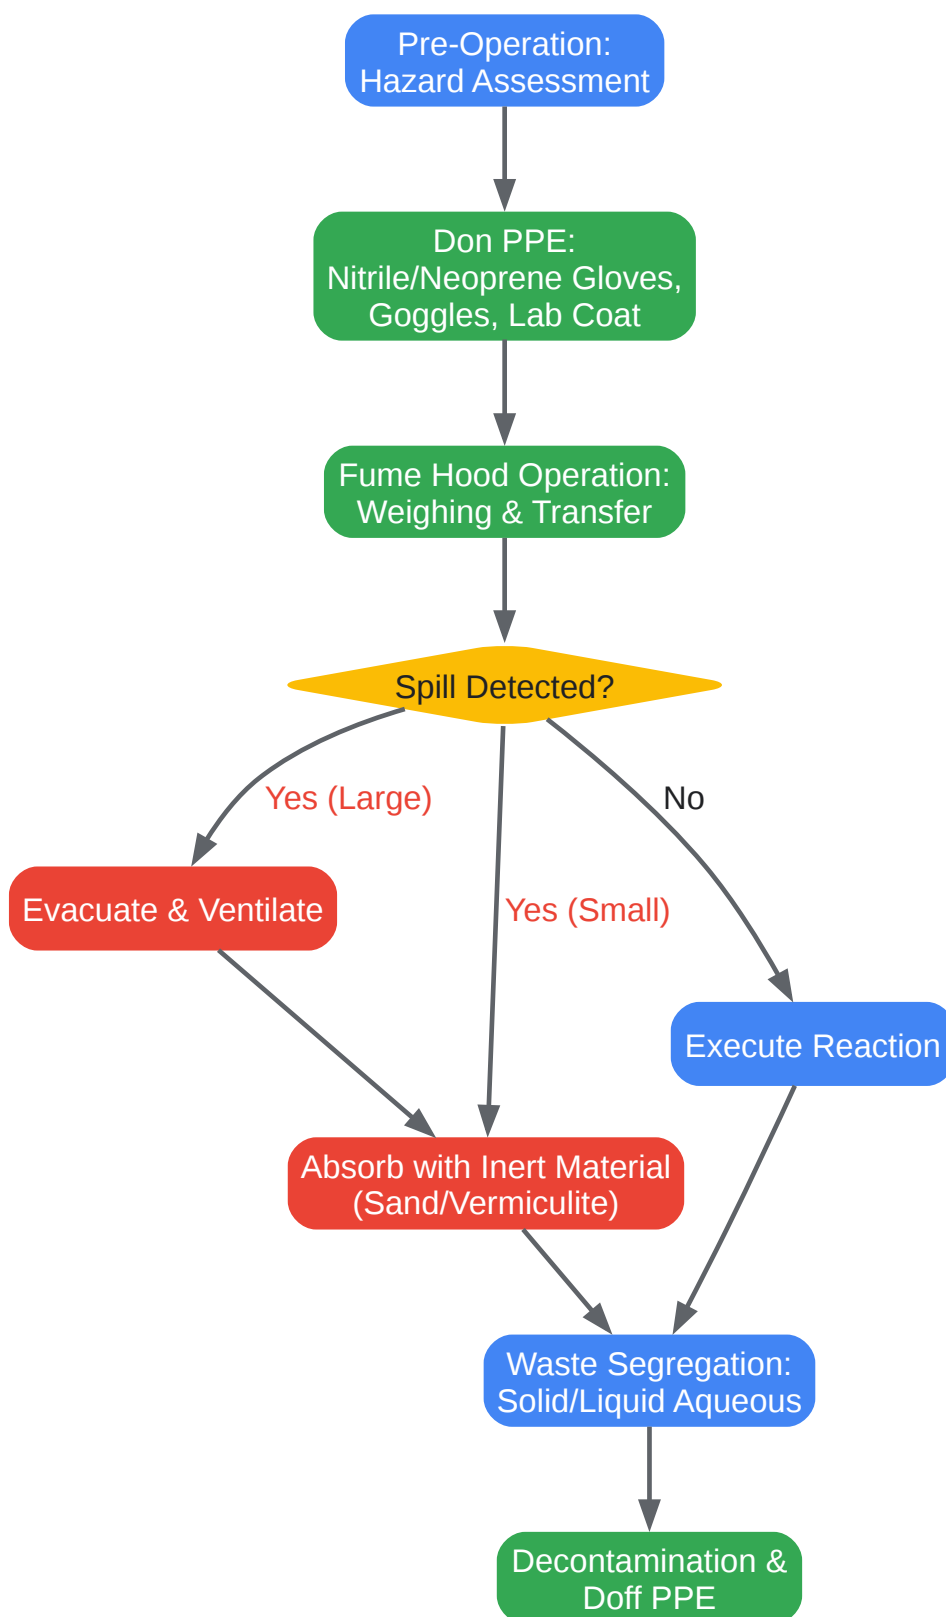 Pre-Operation:
Hazard Assessment
Don PPE:
Nitrile/Neoprene Gloves,
Goggles, Lab Coat
Fume Hood Operation:
Weighing & Transfer
Spill Detected?
Yes (Large)
No
Evacuate & Ventilate
Yes (Small)
Execute Reaction
Absorb with Inert Material
(Sand/Vermiculite)
Waste Segregation:
Solid/Liquid Aqueous
Decontamination &
Doff PPE